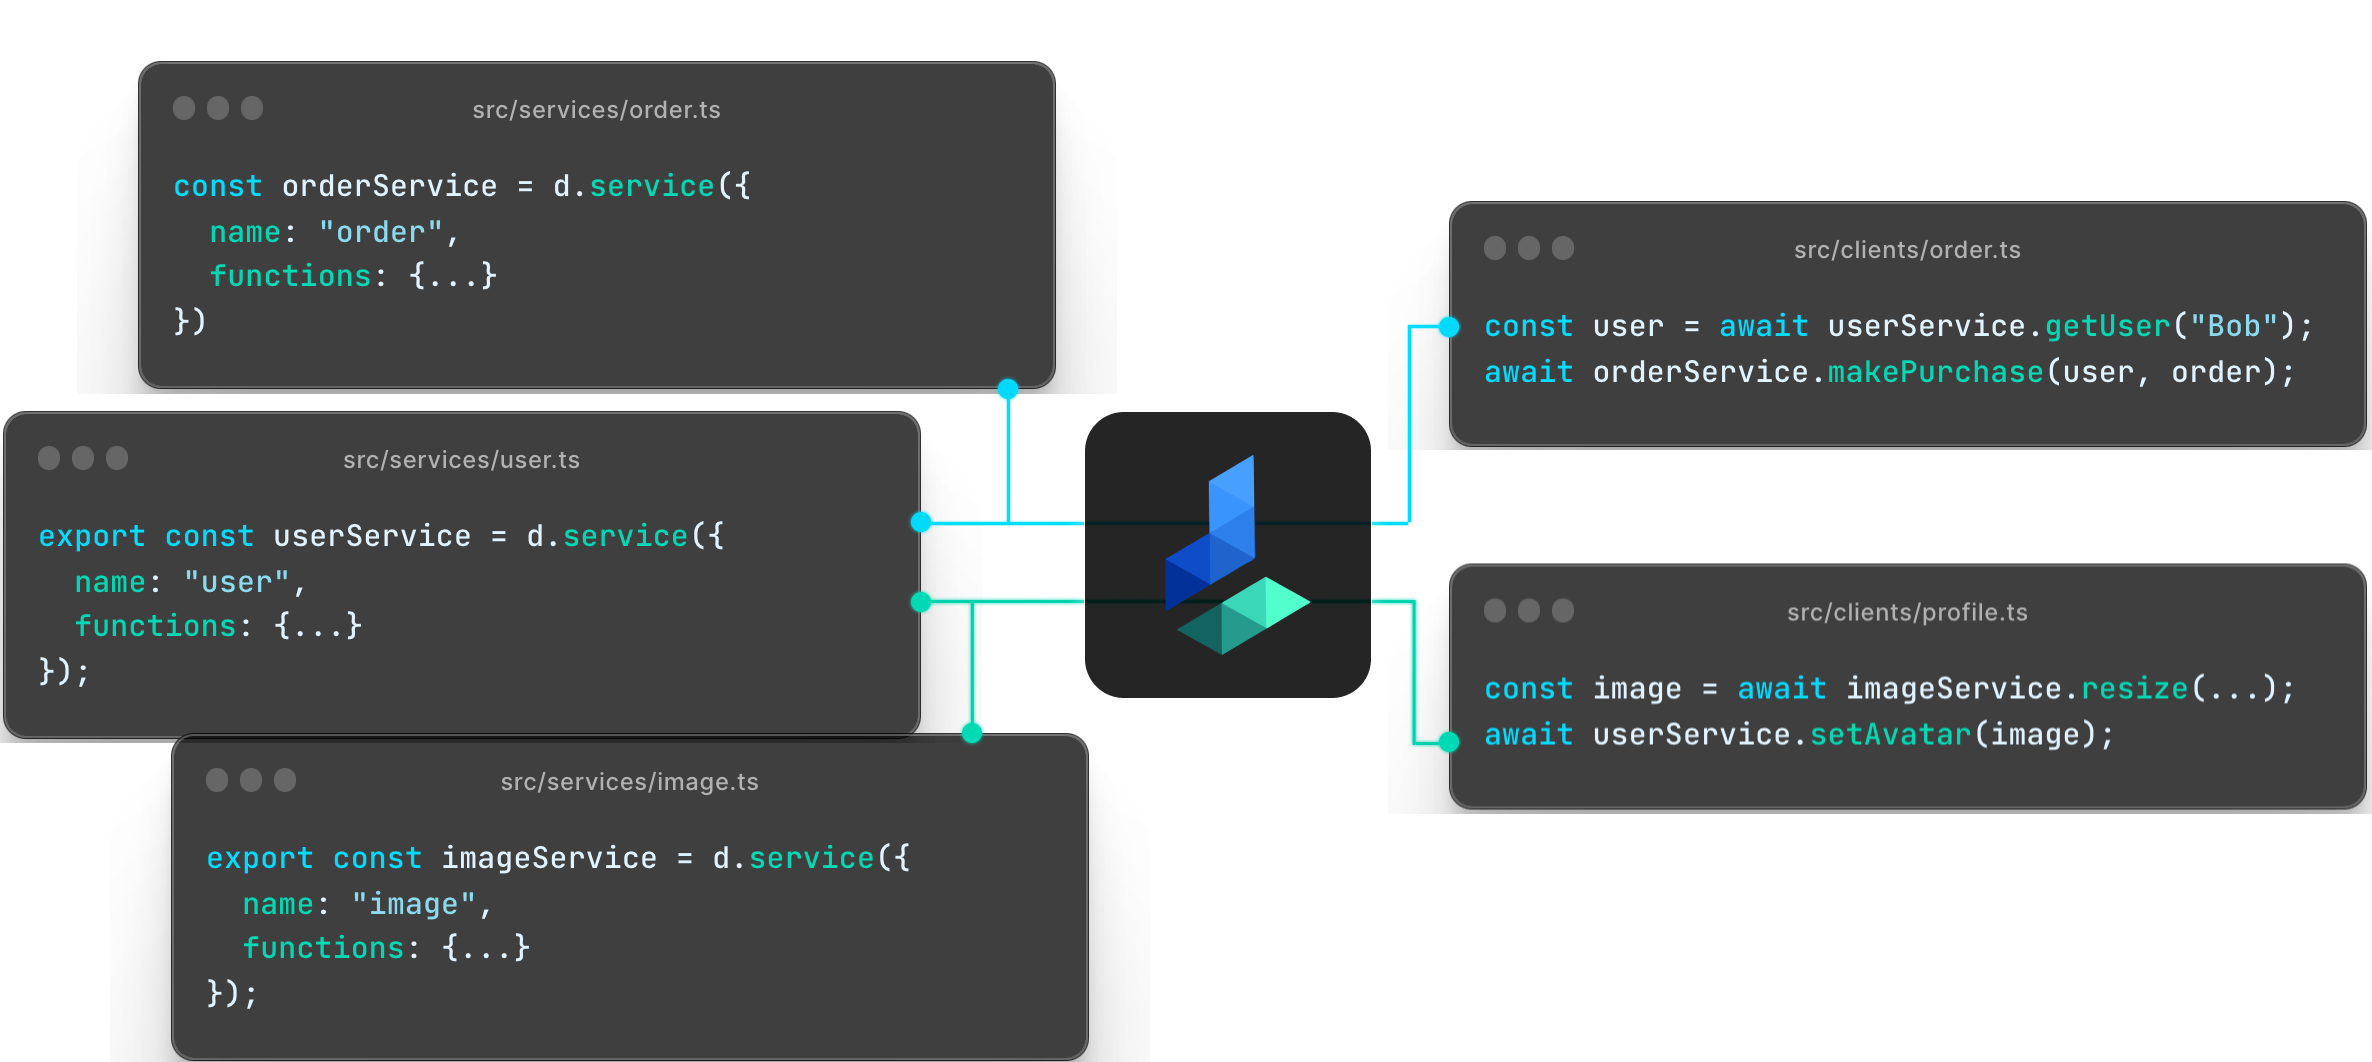 src/services/order.ts
const orderService = d.service({
  name: "order",
  functions: {...}
})
src/services/user.ts
export const userService = d.service({
  name: "user",
  functions: {...}
});
src/services/image.ts
export const imageService = d.service({
  name: "image",
  functions: {...}
});
src/clients/order.ts
const user = await userService.getUser("Bob");
await orderService.makePurchase(user, order);
src/clients/profile.ts
const image = await imageService.resize(...);
await userService.setAvatar(image);